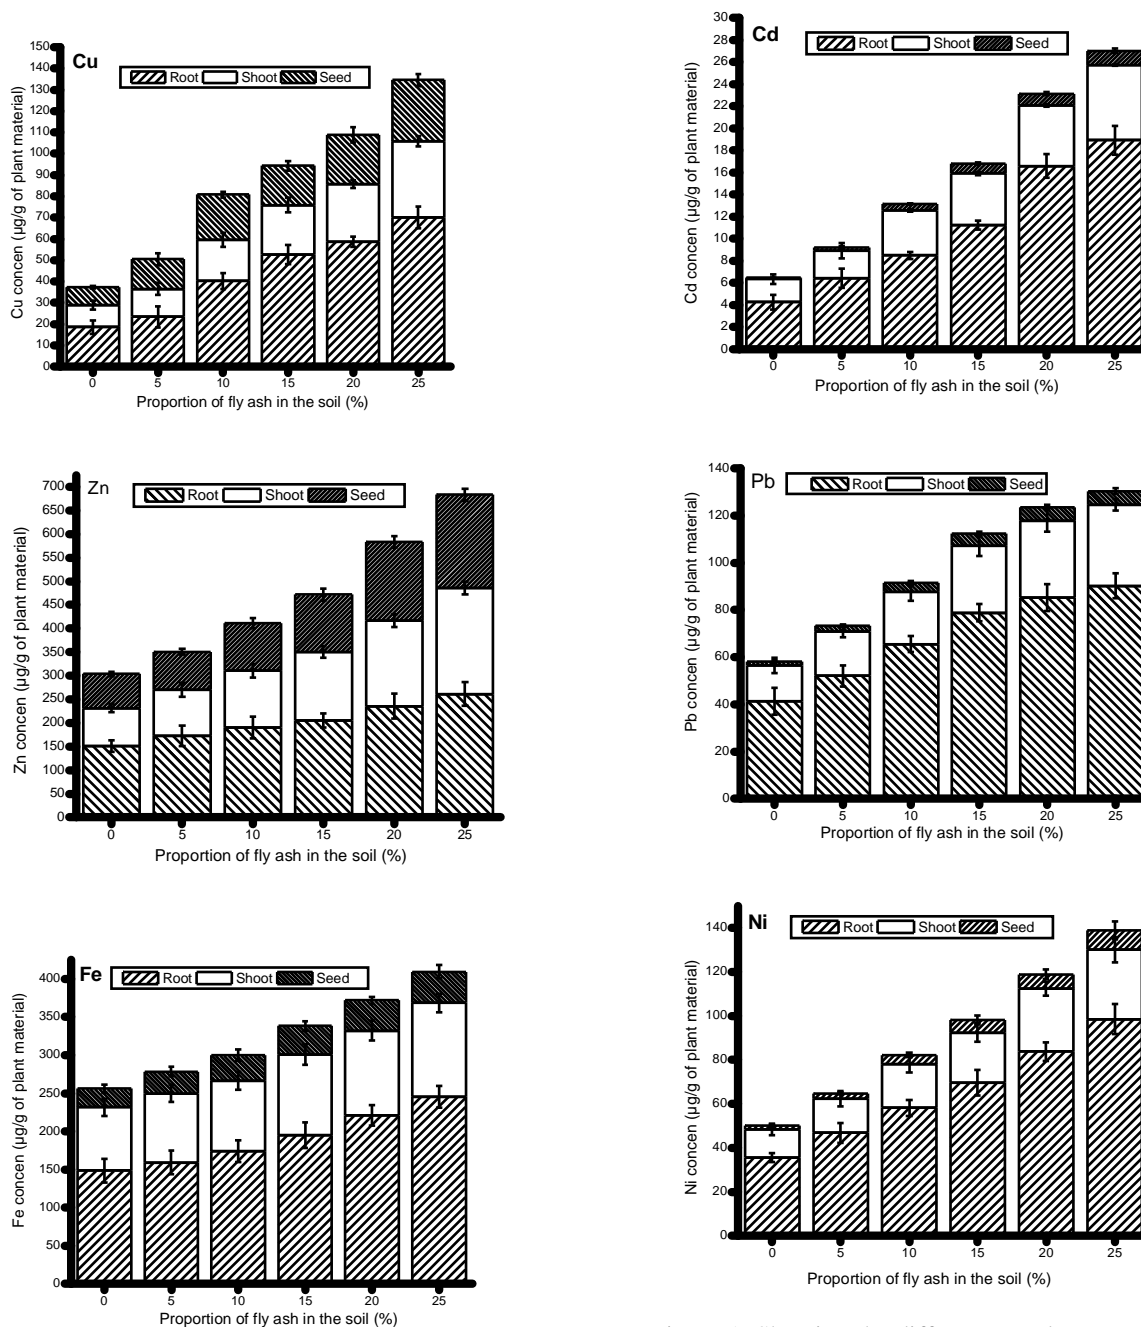 Cu
Root Shoot Seed
Cu concen (µg/g of plant material)
150
140
130
120
110
100
90
80
70
60
50
40
30
20
10
0
0 5 10 15 20 25
Proportion of fly ash in the soil (%)
Cd
Root Shoot Seed
Cd concen (µg/g of plant material)
30
28
26
24
22
20
18
16
14
12
10
8
6
4
2
0
0 5 10 15 20 25
Proportion of fly ash in the soil (%)
Zn
Root Shoot Seed
Zn concen (µg/g of plant material)
700
650
600
550
500
450
400
350
300
250
200
150
100
50
0
0 5 10 15 20 25
Proportion of fly ash in the soil (%)
Pb
Root Shoot Seed
Pb concen (µg/g of plant material)
140
120
100
80
60
40
20
0
0 5 10 15 20 25
Proportion of fly ash in the soil (%)
Fe
Root Shoot Seed
Fe concen (µg/g of plant material)
400
350
300
250
200
150
100
50
0
0 5 10 15 20 25
Proportion of fly ash in the soil (%)
Ni
Root Shoot Seed
Ni concen (µg/g of plant material)
140
120
100
80
60
40
20
0
0 5 10 15 20 25
Proportion of fly ash in the soil (%)